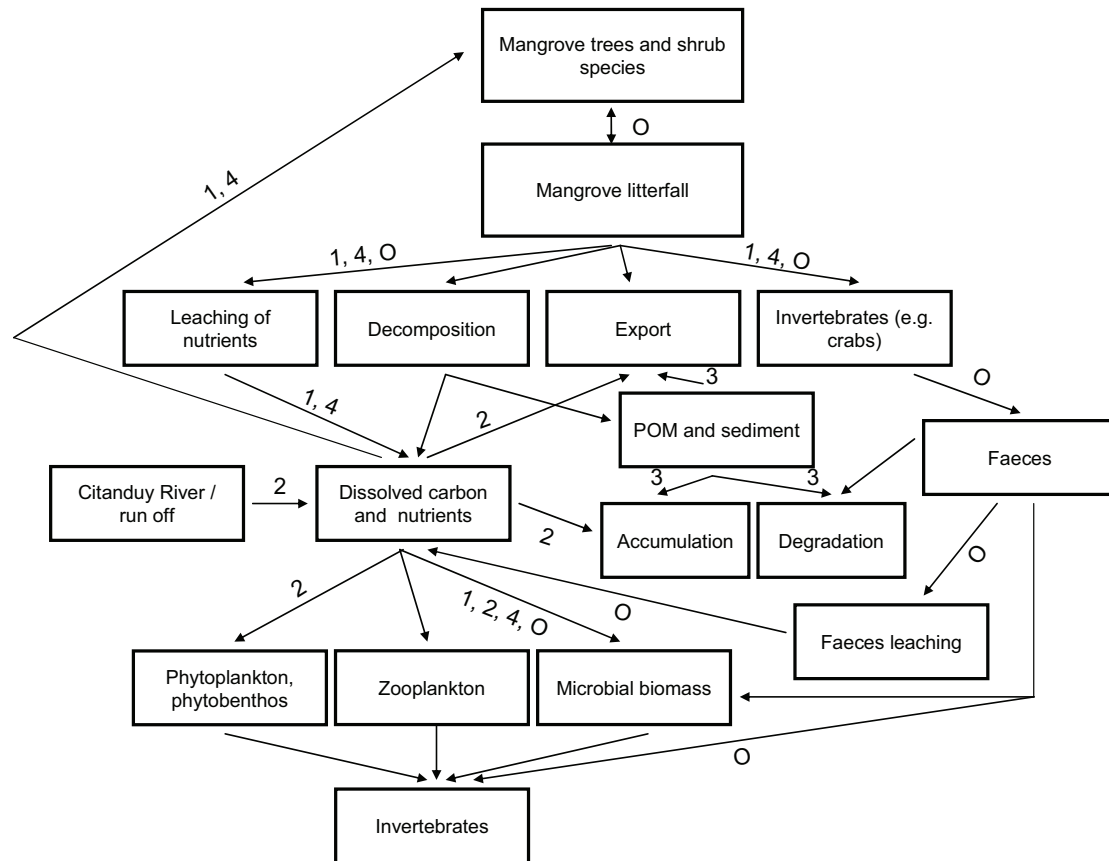 Mangrove trees and shrub
species
O
Mangrove litterfall
1, 4
1, 4, O
1, 4, O
Leaching of
nutrients
Decomposition
Export
Invertebrates (e.g.
crabs)
1, 4
2
3
O
POM and sediment
Faeces
Citanduy River /
run off
2
Dissolved carbon
and nutrients
2
3
3
Accumulation
Degradation
O
2
1, 2, 4, O
O
Faeces leaching
Phytoplankton,
phytobenthos
Zooplankton
Microbial biomass
O
Invertebrates